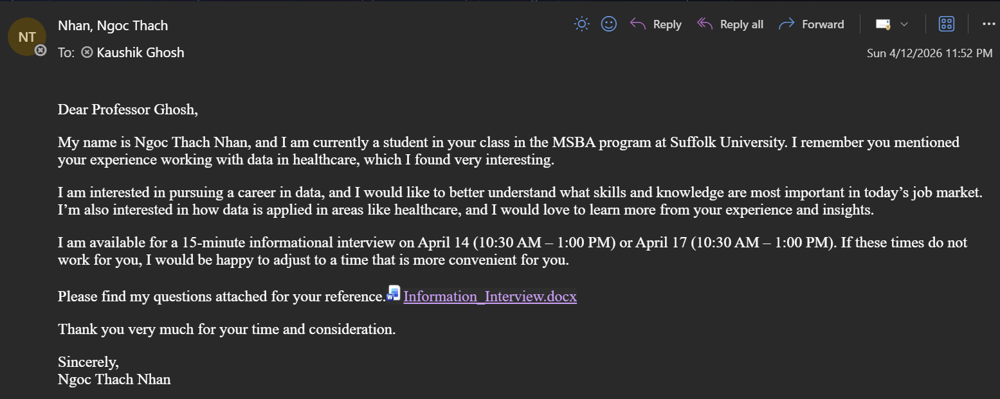 NT
Nhan, Ngoc Thach
To: Kaushik Ghosh
Reply
Reply all
Forward
Sun 4/12/2026 11:52 PM
Dear Professor Ghosh,
My name is Ngoc Thach Nhan, and I am currently a student in your class in the MSBA program at Suffolk University. I remember you mentioned
your experience working with data in healthcare, which I found very interesting.
I am interested in pursuing a career in data, and I would like to better understand what skills and knowledge are most important in today’s job market.
I’m also interested in how data is applied in areas like healthcare, and I would love to learn more from your experience and insights.
I am available for a 15-minute informational interview on April 14 (10:30 AM – 1:00 PM) or April 17 (10:30 AM – 1:00 PM). If these times do not
work for you, I would be happy to adjust to a time that is more convenient for you.
Please find my questions attached for your reference. Information_Interview.docx
Thank you very much for your time and consideration.
Sincerely,
Ngoc Thach Nhan